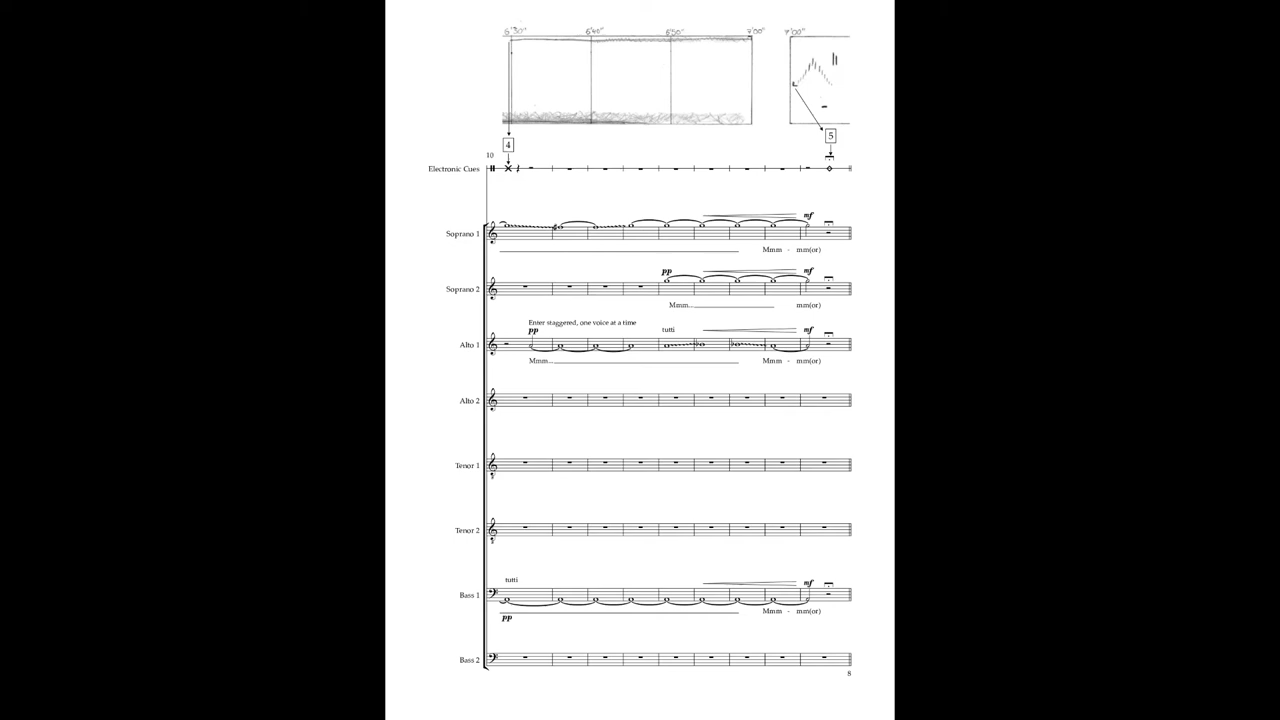 6'30" 6'40" 6'50" 7'00" 7'00"
5
4
10
Electronic Cues
mf
Soprano 1
Mmm - mm(or)
pp mf
Soprano 2
Mmm mm(or)
Enter staggered, one voice at a time
pp tutti mf
Alto 1
Mmm Mmm - mm(or)
Alto 2
Tenor 1
Tenor 2
tutti mf
Bass 1
Mmm - mm(or)
pp
Bass 2
8